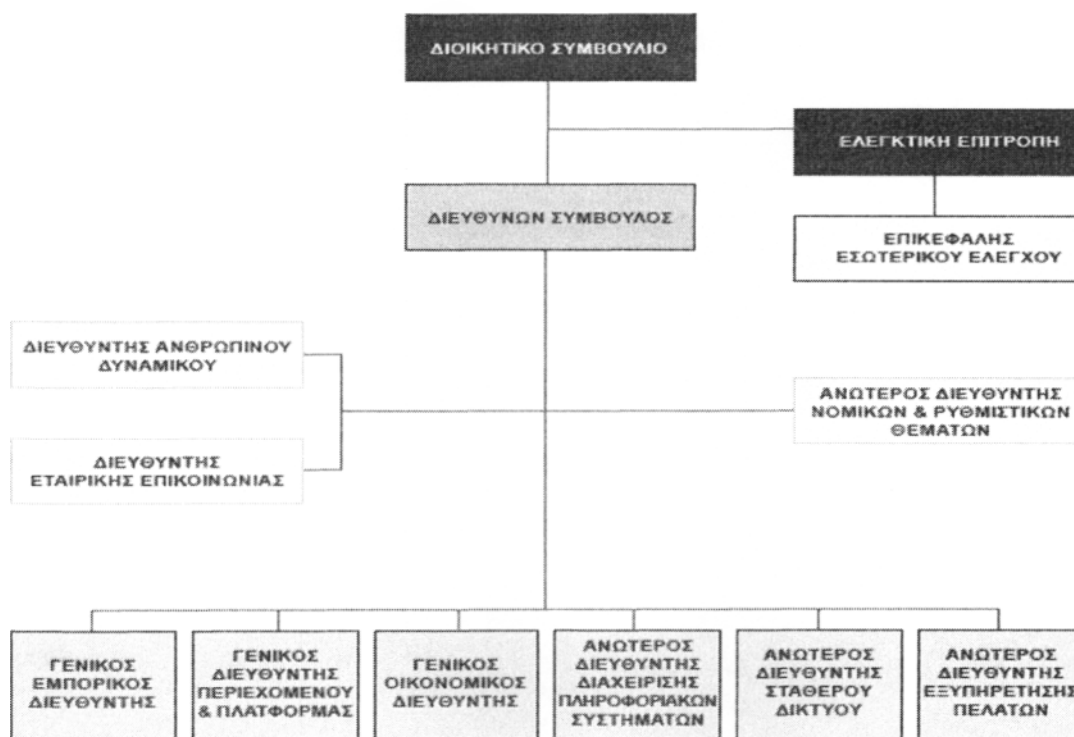 ΔΙΟΙΚΗΤΙΚΟ ΣΥΜΒΟΥΛΙΟ
ΕΛΕΓΚΤΙΚΗ ΕΠΙΤΡΟΠΗ
ΔΙΕΥΘΥΝΩΝ ΣΥΜΒΟΥΛΟΣ
ΕΠΙΚΕΦΑΛΗΣ
ΕΣΩΤΕΡΙΚΟΥ ΕΛΕΓΧΟΥ
ΔΙΕΥΘΥΝΤΗΣ ΑΝΘΡΩΠΙΝΟΥ
ΔΥΝΑΜΙΚΟΥ
ΑΝΩΤΕΡΟΣ ΔΙΕΥΘΥΝΤΗΣ
ΝΟΜΙΚΩΝ & ΡΥΘΜΙΣΤΙΚΩΝ
ΘΕΜΑΤΩΝ
ΔΙΕΥΘΥΝΤΗΣ
ΕΤΑΙΡΙΚΗΣ ΕΠΙΚΟΙΝΩΝΙΑΣ
ΓΕΝΙΚΟΣ
ΕΜΠΟΡΙΚΟΣ
ΔΙΕΥΘΥΝΤΗΣ
ΓΕΝΙΚΟΣ
ΔΙΕΥΘΥΝΤΗΣ
ΠΕΡΙΕΧΟΜΕΝΟΥ
& ΠΛΑΤΦΟΡΜΑΣ
ΓΕΝΙΚΟΣ
ΟΙΚΟΝΟΜΙΚΟΣ
ΔΙΕΥΘΥΝΤΗΣ
ΑΝΩΤΕΡΟΣ
ΔΙΕΥΘΥΝΤΗΣ
ΔΙΑΧΕΙΡΙΣΗΣ
ΠΛΗΡΟΦΟΡΙΑΚΩΝ
ΣΥΣΤΗΜΑΤΩΝ
ΑΝΩΤΕΡΟΣ
ΔΙΕΥΘΥΝΤΗΣ
ΣΤΑΘΕΡΟΥ
ΔΙΚΤΥΟΥ
ΑΝΩΤΕΡΟΣ
ΔΙΕΥΘΥΝΤΗΣ
ΕΞΥΠΗΡΕΤΗΣΗΣ
ΠΕΛΑΤΩΝ